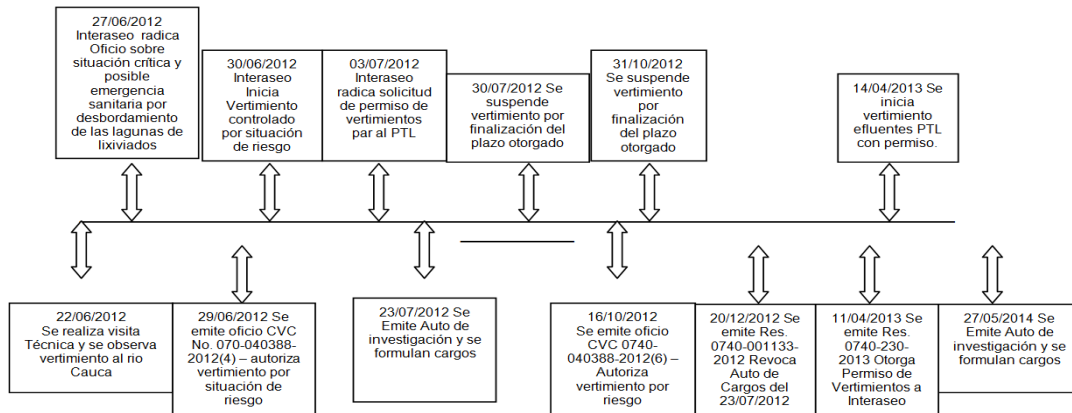 27/06/2012
Interaseo radica
Oficio sobre
situación crítica y
posible
emergencia
sanitaria por
desbordamiento
de las lagunas de
lixiviados
30/06/2012
Interaseo
Inicia
Vertimiento
controlado
por situación
de riesgo
03/07/2012
Interaseo
radica solicitud
de permiso de
vertimientos
par al PTL
30/07/2012 Se
suspende
vertimiento por
finalización del
plazo otorgado
31/10/2012
Se suspende
vertimiento
por
finalización
del plazo
otorgado
14/04/2013 Se
inicia
vertimiento
efluentes PTL
con permiso.
22/06/2012
Se realiza visita
Técnica y se observa
vertimiento al rio
Cauca
29/06/2012 Se
emite oficio CVC
No. 070-040388-
2012(4) – autoriza
vertimiento por
situación de
riesgo
23/07/2012 Se
Emite Auto de
investigación y se
formulan cargos
16/10/2012
Se emite oficio
CVC 0740-
040388-2012(6) –
Autoriza
vertimiento por
riesgo
20/12/2012 Se
emite Res.
0740-001133-
2012 Revoca
Auto de
Cargos del
23/07/2012
11/04/2013 Se
emite Res.
0740-230-
2013 Otorga
Permiso de
Vertimientos a
Interaseo
27/05/2014 Se
Emite Auto de
investigación y se
formulan cargos